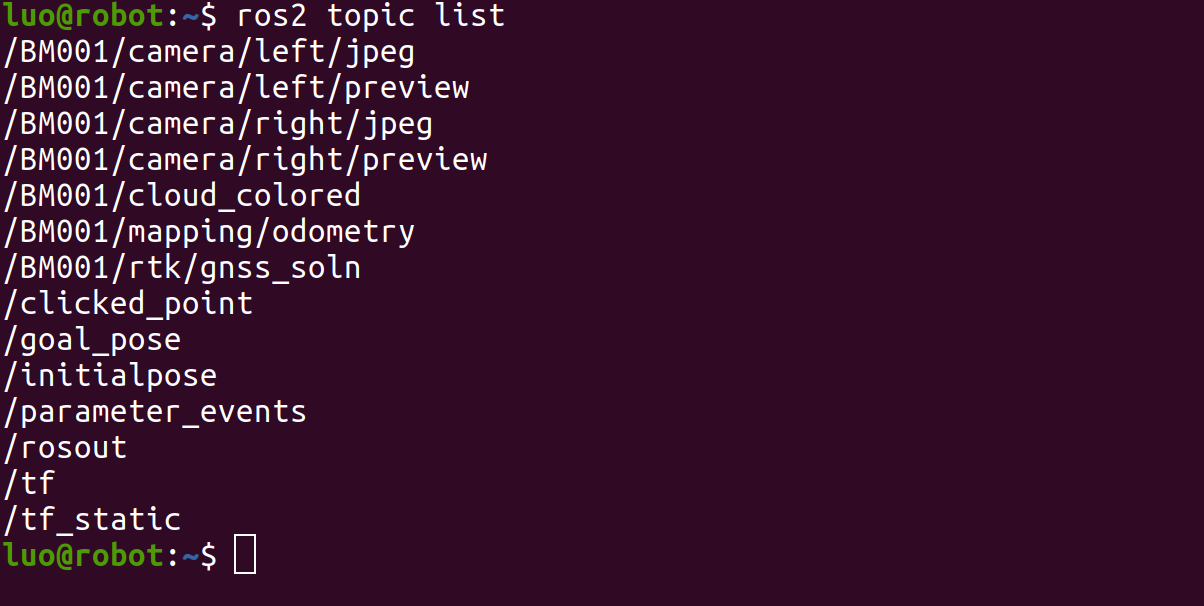 luo@robot:~$ ros2 topic list
/BM001/camera/left/jpeg
/BM001/camera/left/preview
/BM001/camera/right/jpeg
/BM001/camera/right/preview
/BM001/cloud_colored
/BM001/mapping/odometry
/BM001/rtk/gnss_soln
/clicked_point
/goal_pose
/initialpose
/parameter_events
/rosout
/tf
/tf_static
luo@robot:~$